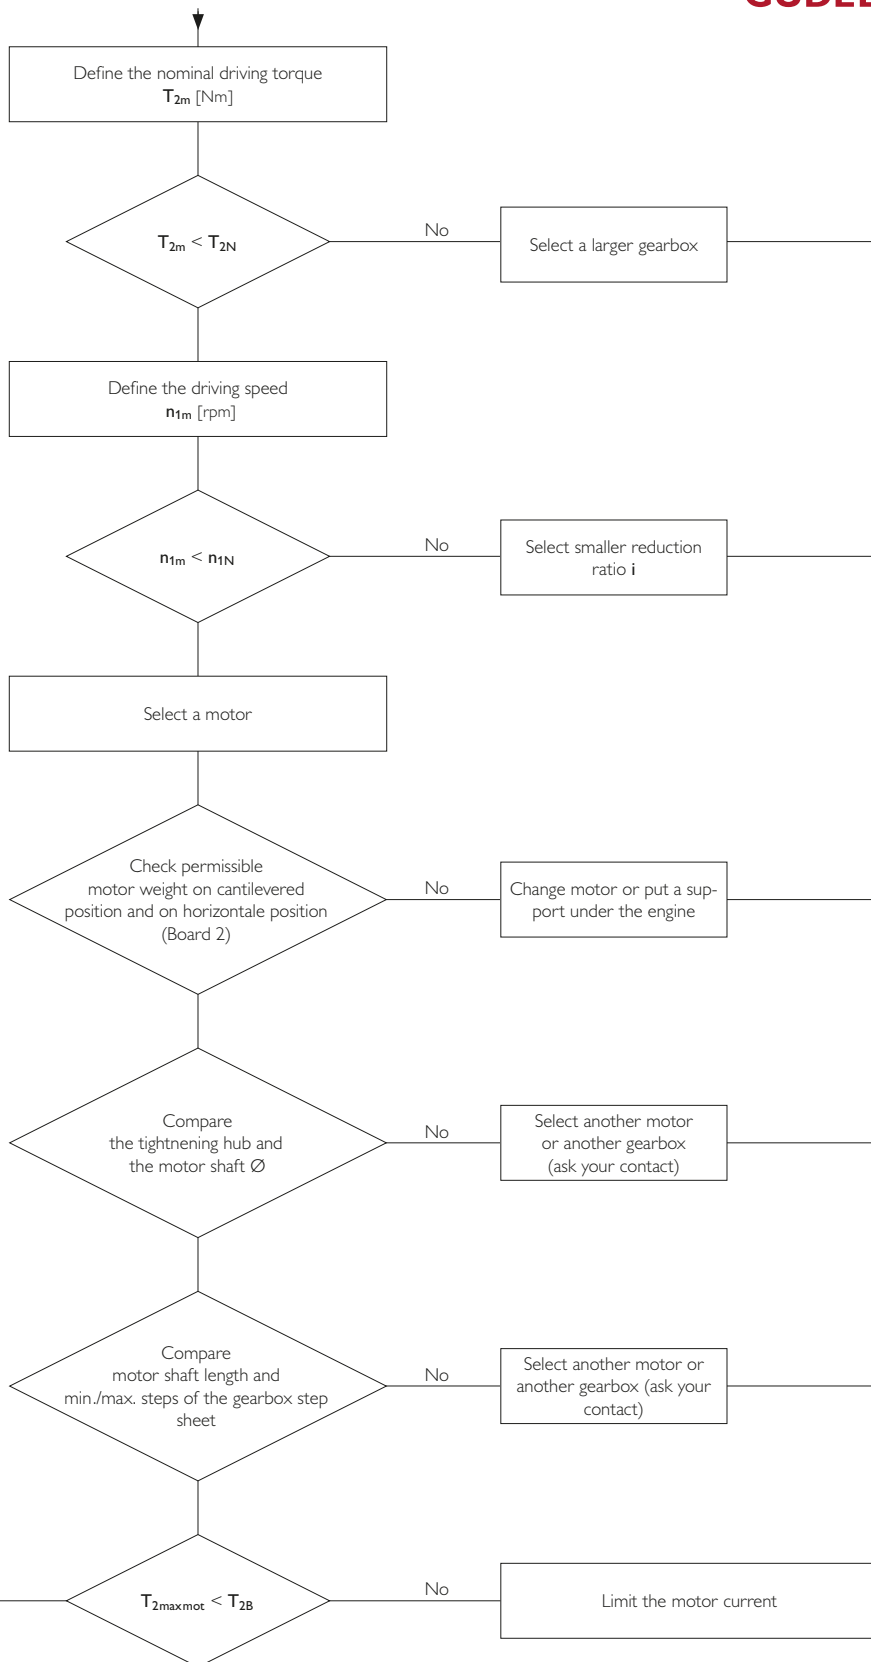 Define the nominal driving torque
T2m [Nm]
T2m < T2N
No
Select a larger gearbox
Define the driving speed
n1m [rpm]
n1m < n1N
No
Select smaller reduction
ratio i
Select a motor
Check permissible
motor weight on cantilevered
position and on horizontale position
(Board 2)
No
Change motor or put a sup-
port under the engine
Compare
the tightnening hub and
the motor shaft Ø
No
Select another motor
or another gearbox
(ask your contact)
Compare
motor shaft length and
min./max. steps of the gearbox step
sheet
No
Select another motor or
another gearbox (ask your
contact)
T2maxmot < T2B
No
Limit the motor current